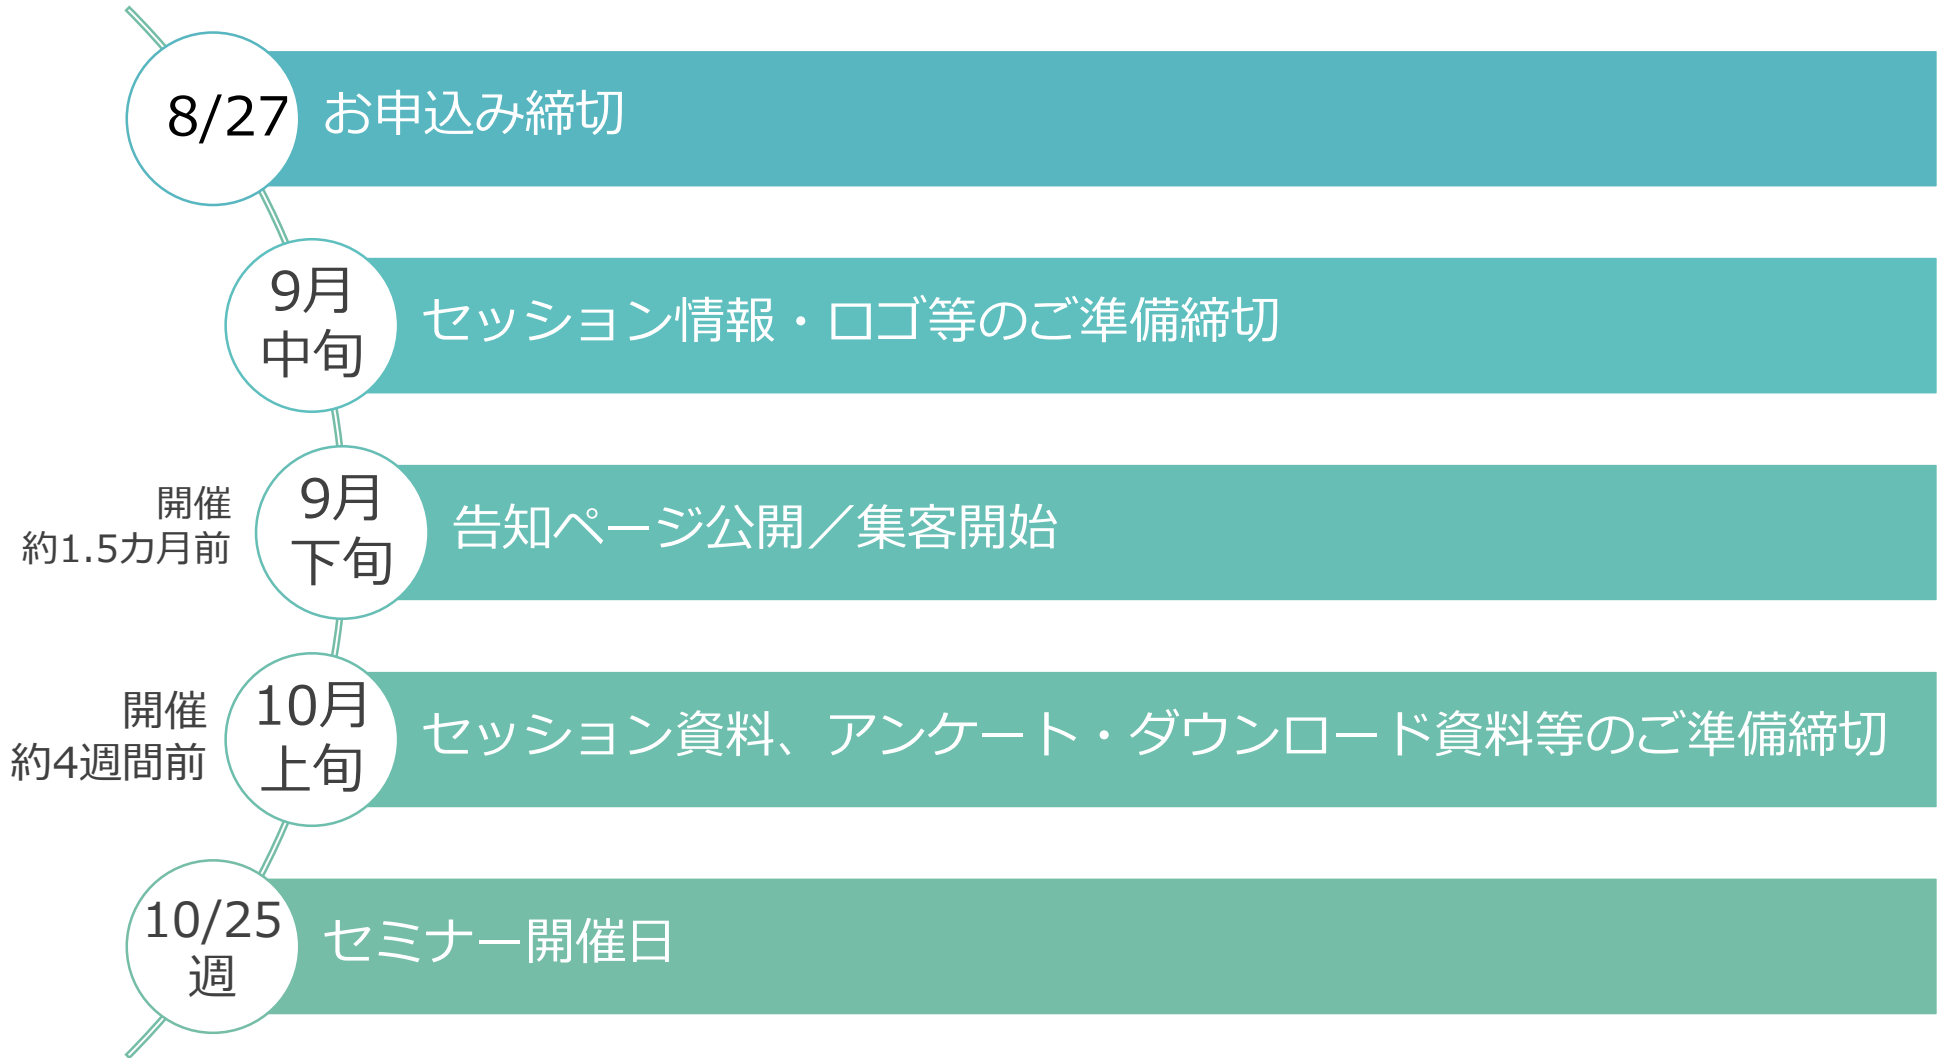 8/27
お申込み締切
9月
中旬
セッション情報・ロゴ等のご準備締切
開催
約1.5カ月前
9月
下旬
告知ページ公開／集客開始
開催
約4週間前
10月
上旬
セッション資料、アンケート・ダウンロード資料等のご準備締切
10/25
週
セミナー開催日